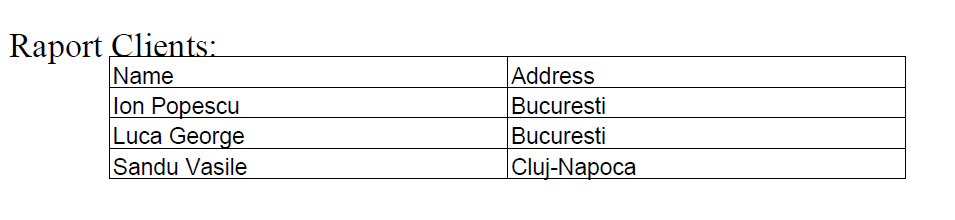 Raport Clients:
Name Address
Ion Popescu Bucuresti
Luca George Bucuresti
Sandu Vasile Cluj-Napoca